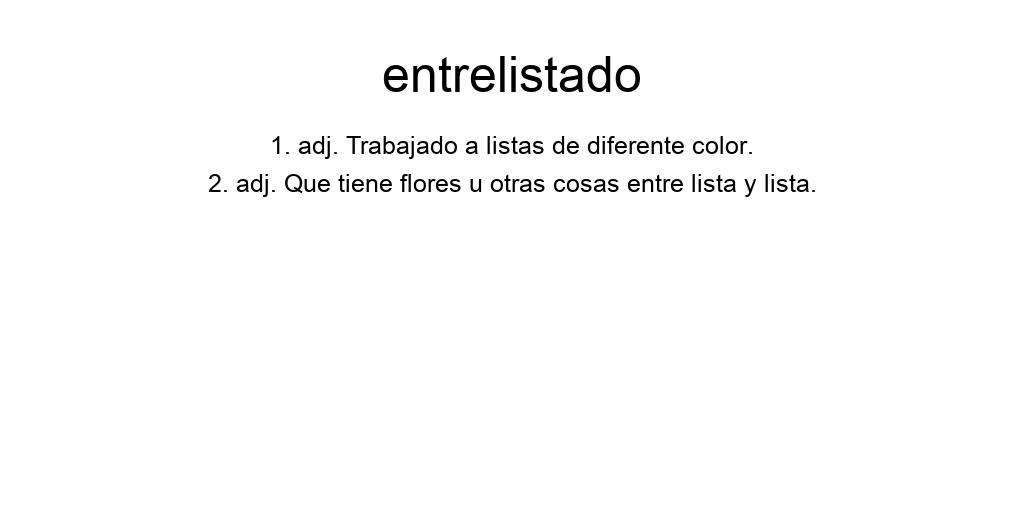 entrelistado
1. adj. Trabajado a listas de diferente color.
2. adj. Que tiene flores u otras cosas entre lista y lista.